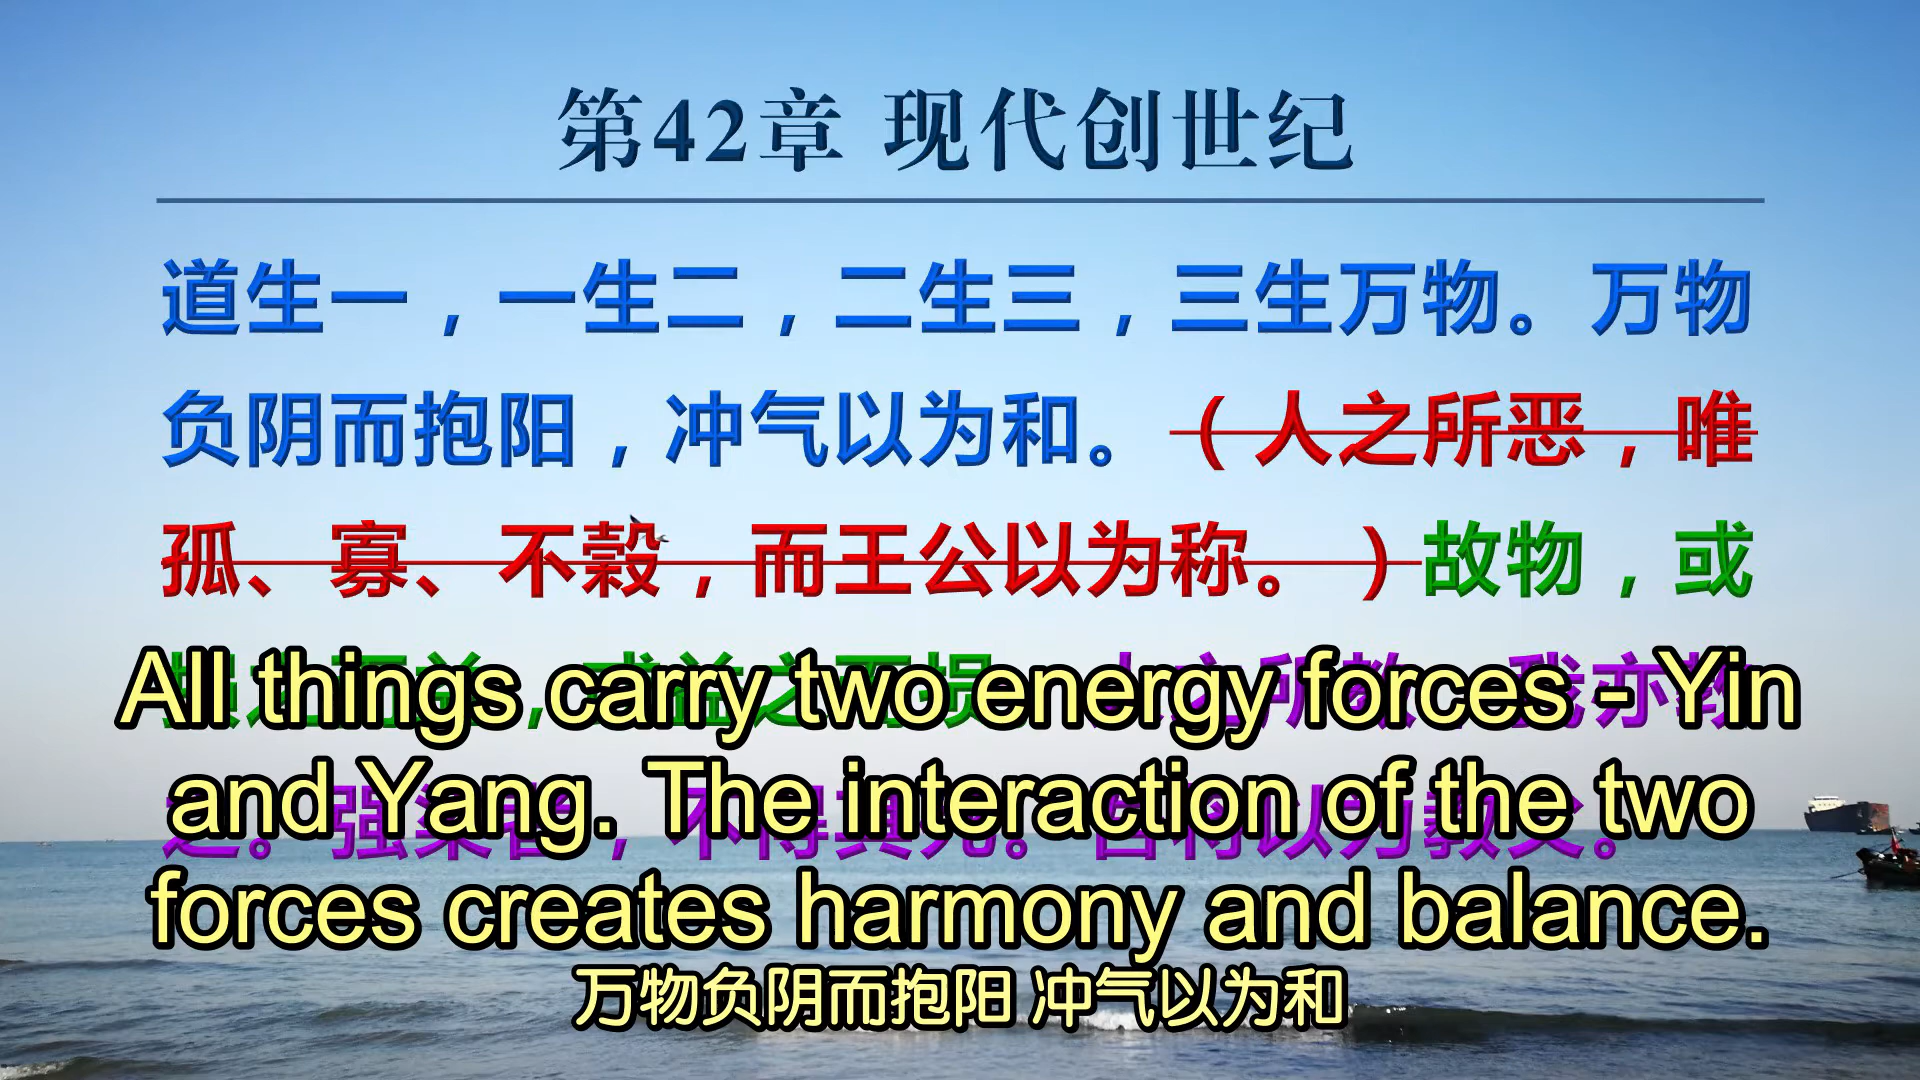 第42章 现代创世纪
道生一，一生二，二生三，三生万物。万物
负阴而抱阳，冲气以为和。（人之所恶，唯
孤、寡、不穀，而王公以为称。）故物，或
All things carry two energy forces - Yin
and Yang. The interaction of the two
forces creates harmony and balance.
万物负阴而抱阳 冲气以为和